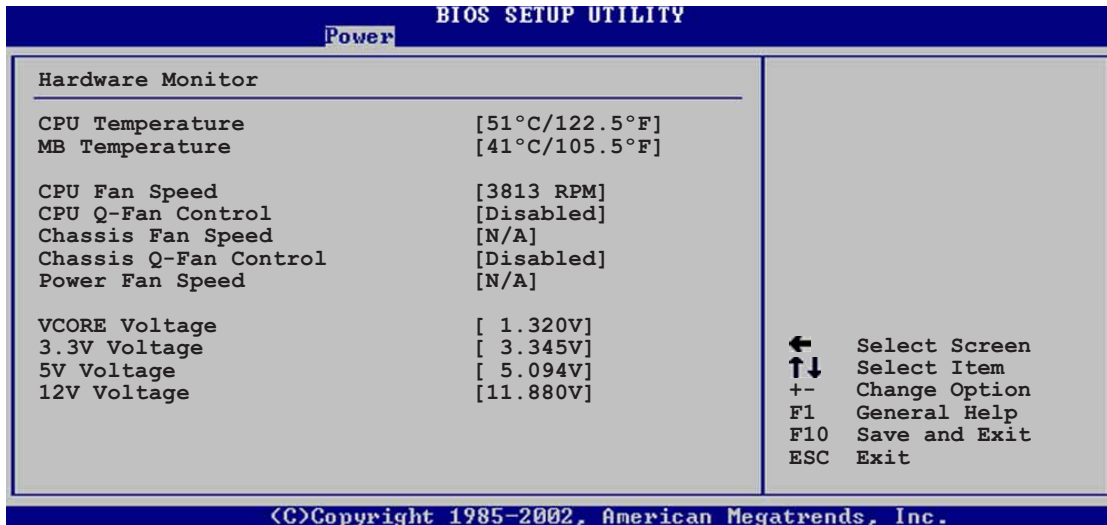 BIOS SETUP UTILITY
Power
Hardware Monitor
CPU Temperature [51°C/122.5°F]
MB Temperature [41°C/105.5°F]
CPU Fan Speed [3813 RPM]
CPU Q-Fan Control [Disabled]
Chassis Fan Speed [N/A]
Chassis Q-Fan Control [Disabled]
Power Fan Speed [N/A]
VCORE Voltage [ 1.320V]
3.3V Voltage [ 3.345V]
5V Voltage [ 5.094V]
12V Voltage [11.880V]
← Select Screen
↑↓ Select Item
+- Change Option
F1 General Help
F10 Save and Exit
ESC Exit
(C)Copyright 1985-2002, American Megatrends, Inc.